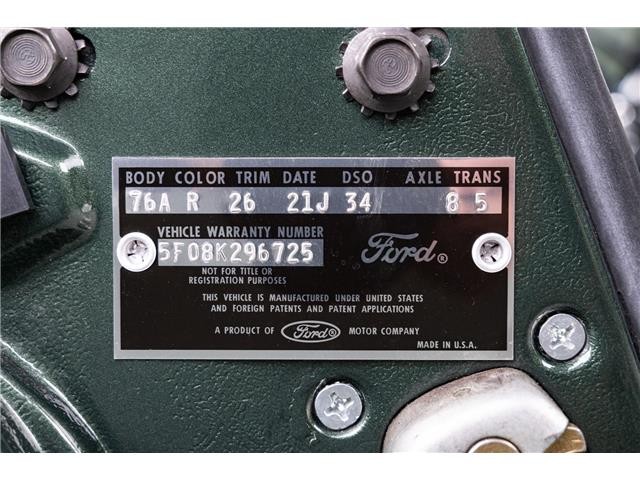 BODY COLOR TRIM DATE DSO AXLE TRANS
76A R 26 21J 34 8 5
VEHICLE WARRANTY NUMBER
5F08K296725
Ford®
NOT FOR TITLE OR
REGISTRATION PURPOSES
THIS VEHICLE IS MANUFACTURED UNDER UNITED STATES
AND FOREIGN PATENTS AND PATENT APPLICATIONS
A PRODUCT OF Ford® MOTOR COMPANY
MADE IN U.S.A.